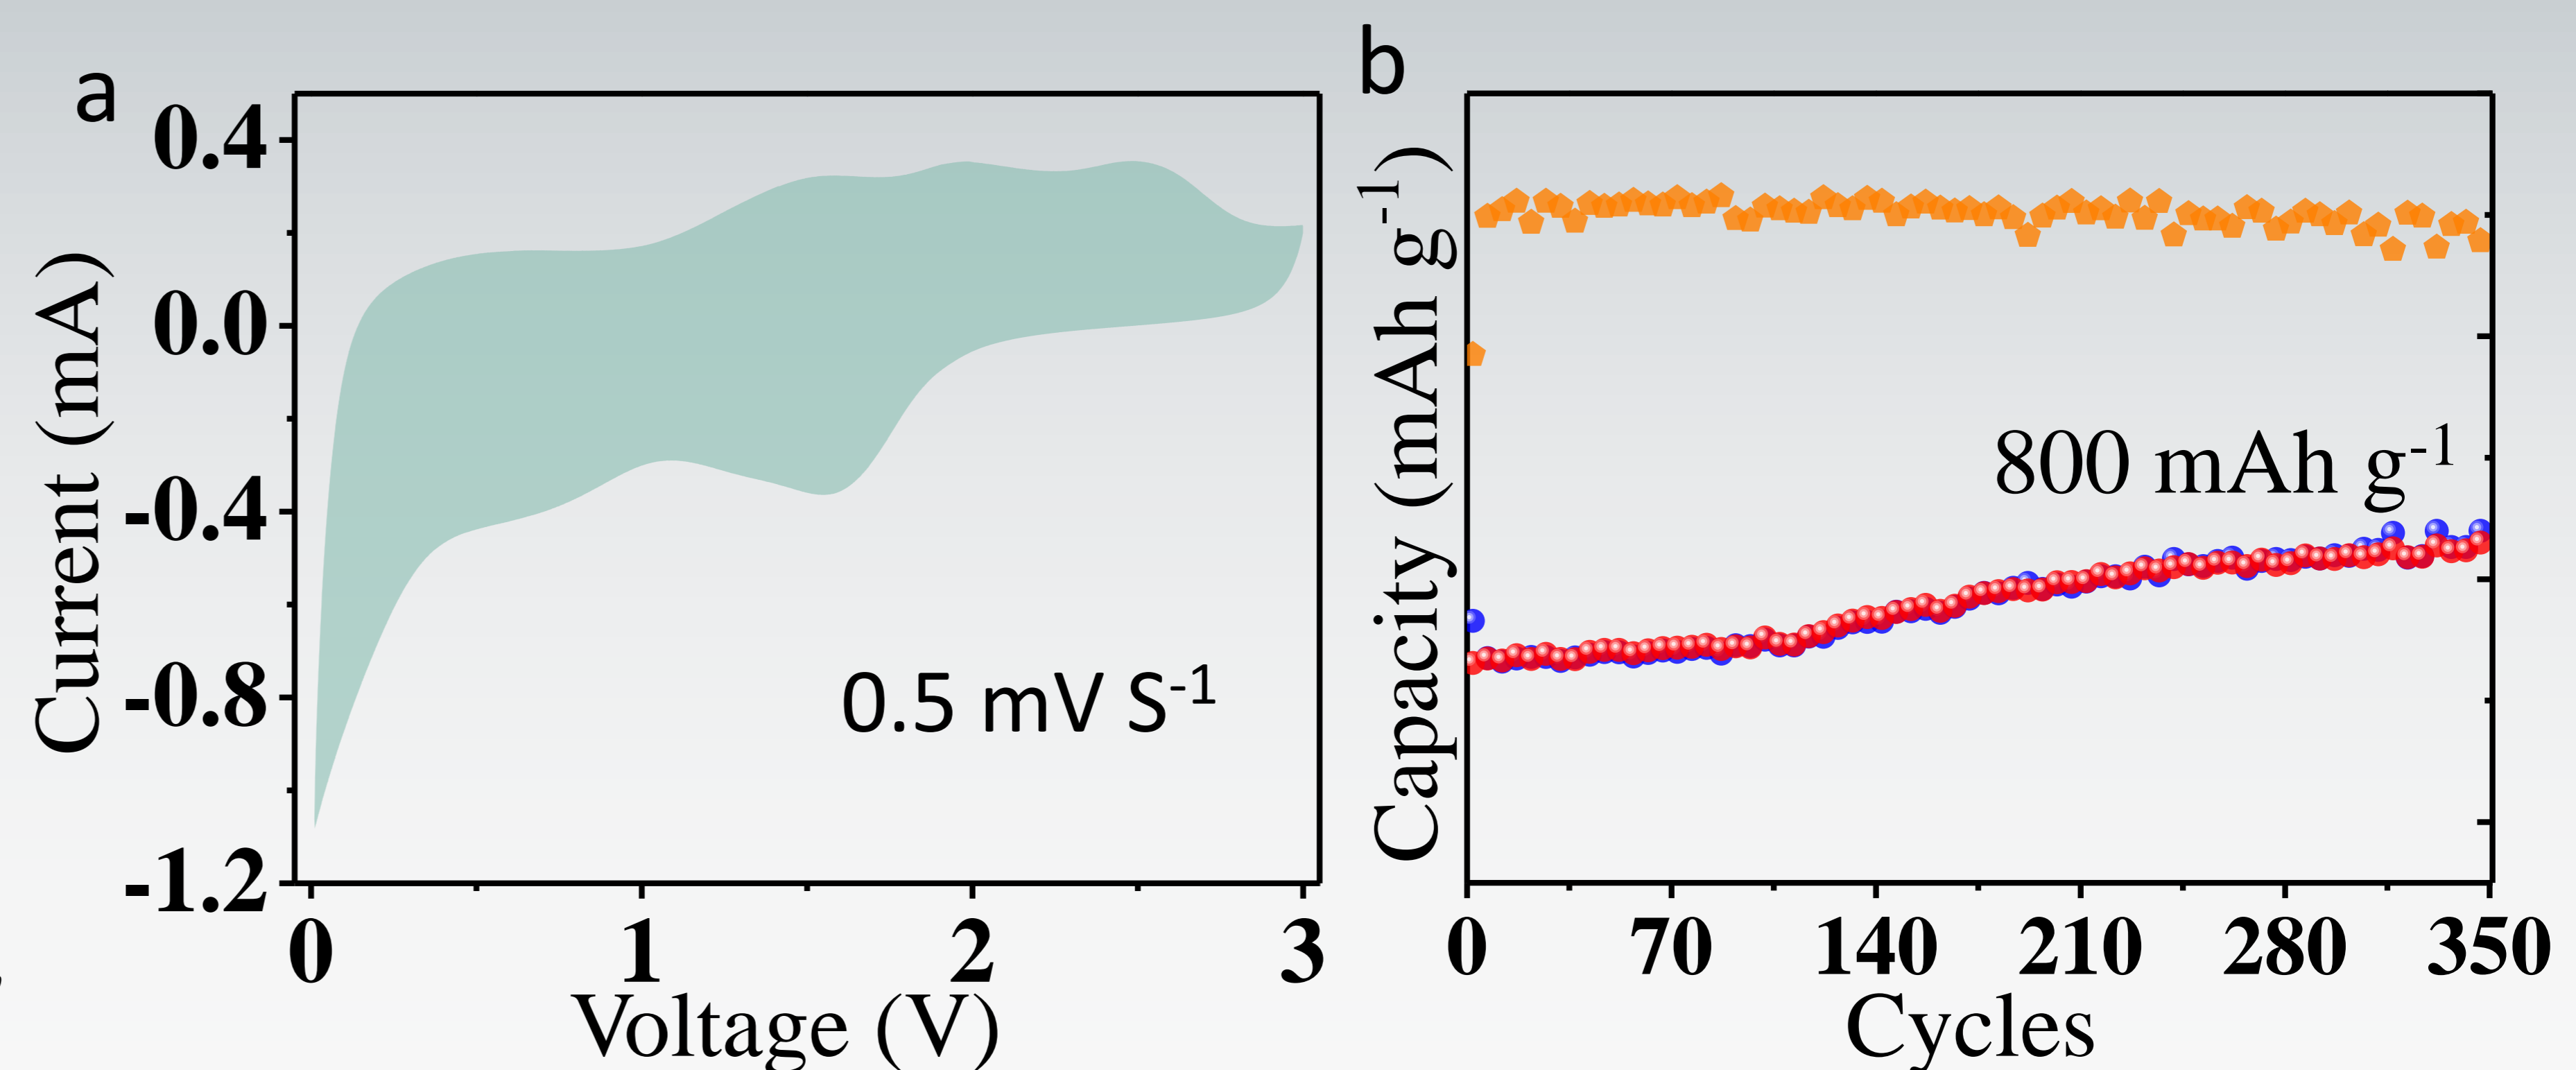 a
Current (mA)
0.4
0.0
-0.4
-0.8
-1.2
0.5 mV S⁻¹
0 1 2 3
Voltage (V)
b
Capacity (mAh g⁻¹)
800 mAh g⁻¹
0 70 140 210 280 350
Cycles